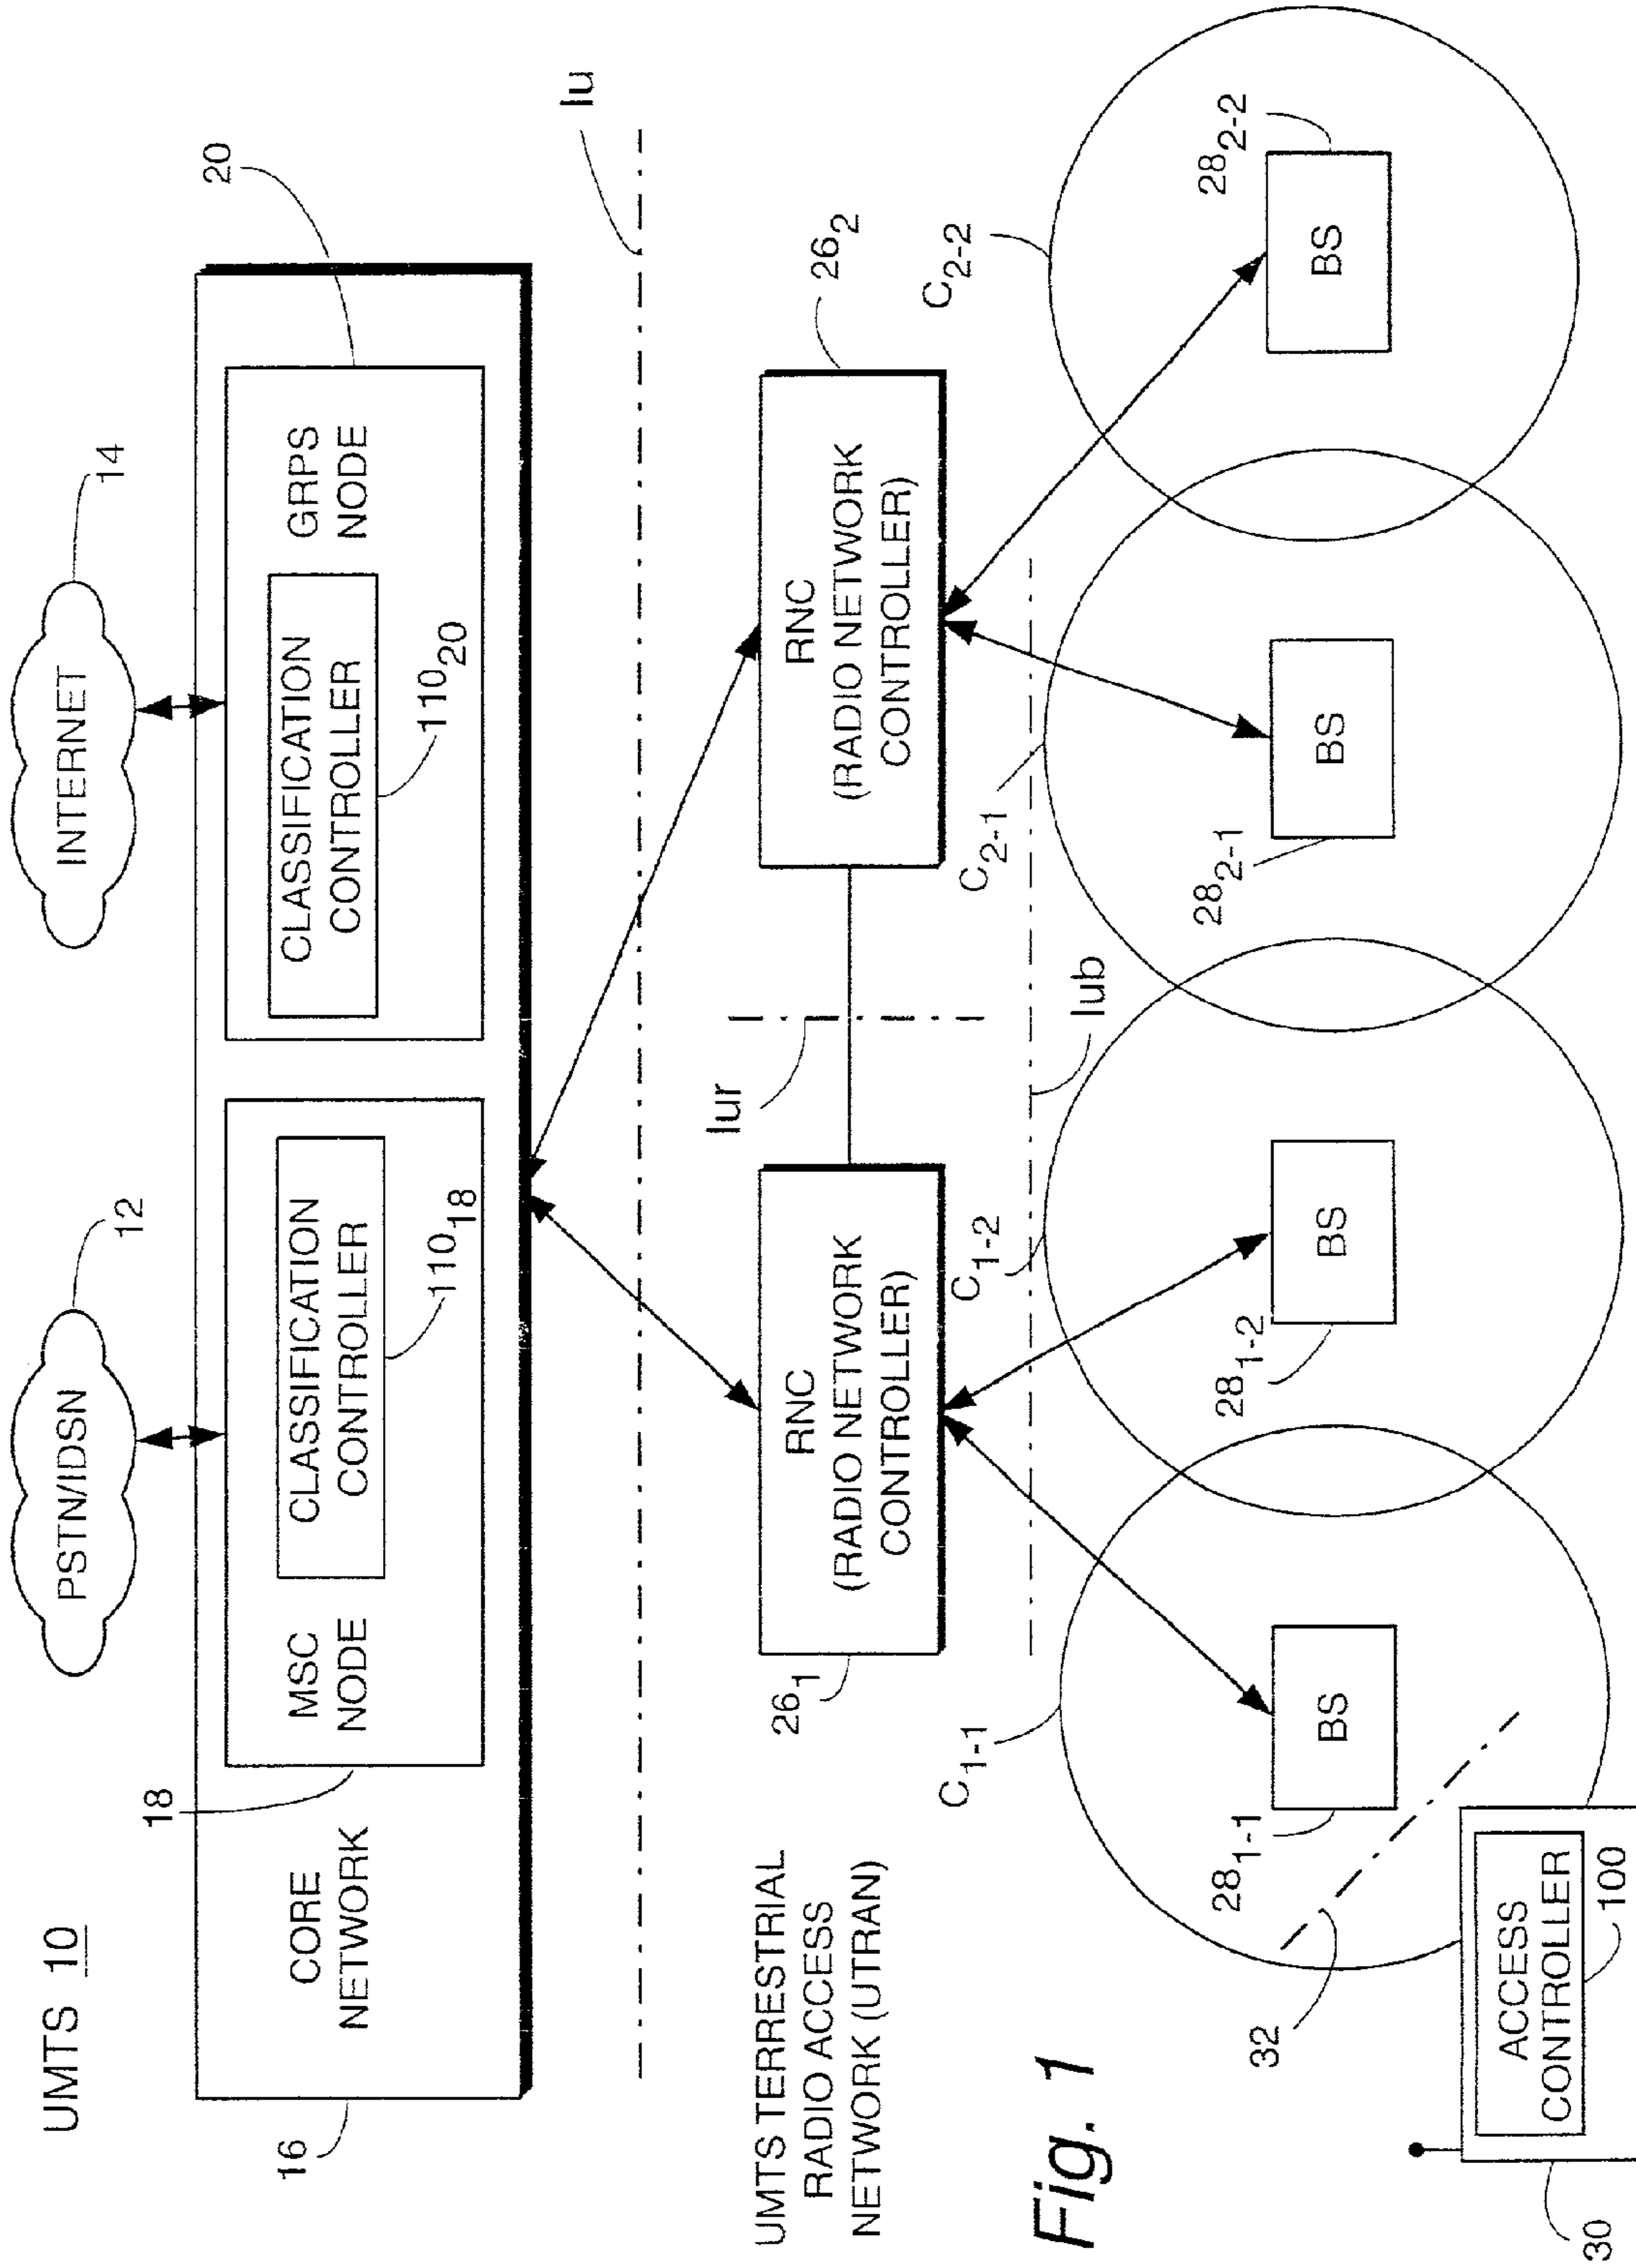 UMTS 10
PSTN/IDSN
12
INTERNET
14
16
CORE
NETWORK
18
MSC
NODE
CLASSIFICATION
CONTROLLER
110 18
CLASSIFICATION
CONTROLLER
110 20
GRPS
NODE
20
Iu
UMTS TERRESTRIAL
RADIO ACCESS
NETWORK (UTRAN)
26 1
RNC
(RADIO NETWORK
CONTROLLER)
Iur
RNC
(RADIO NETWORK
CONTROLLER)
26 2
Iub
C 1-1
C 1-2
C 2-1
C 2-2
28 1-1
BS
28 1-2
BS
28 2-1
BS
28 2-2
BS
32
Fig. 1
30
ACCESS
CONTROLLER
100